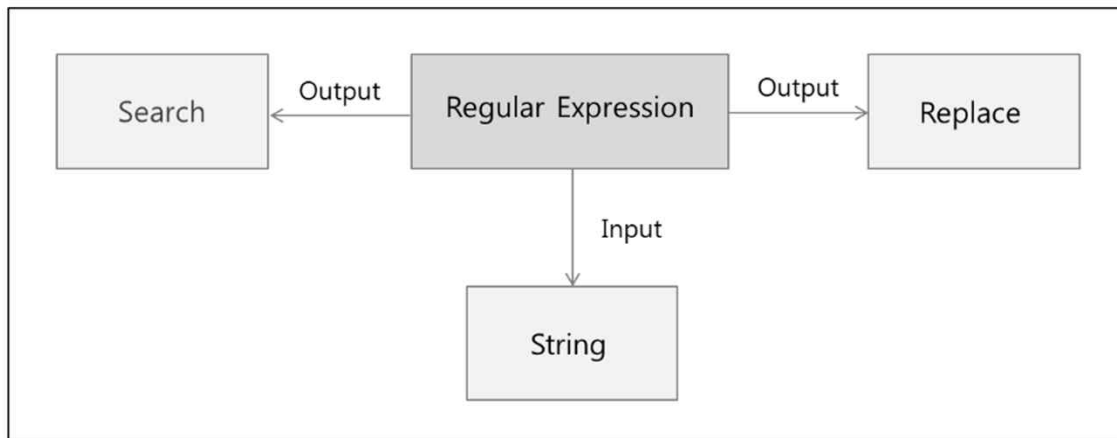 Search
Output
Regular Expression
Output
Replace
Input
String